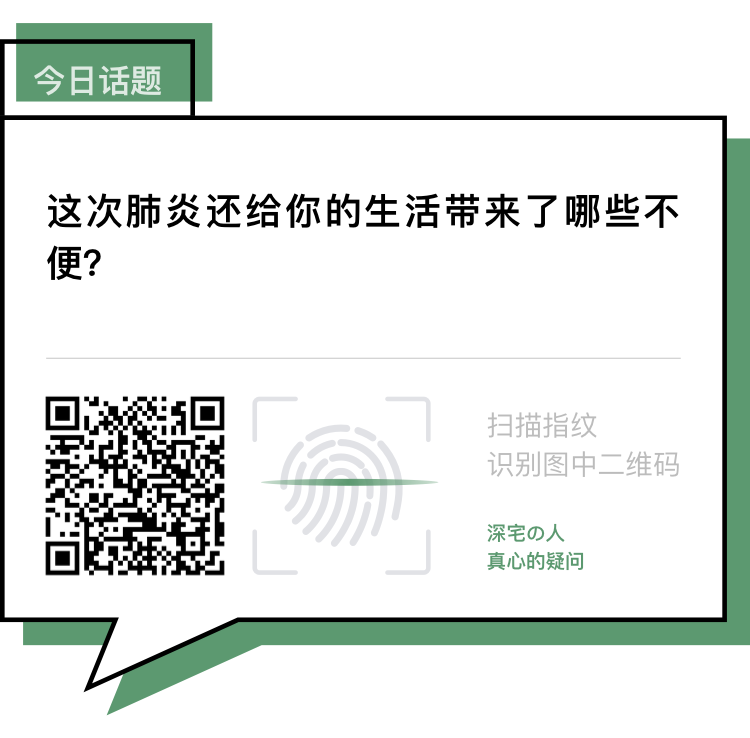 今日话题
这次肺炎还给你的生活带来了哪些不
便?
扫描指纹
识别图中二维码
深宅の人
真心的疑问